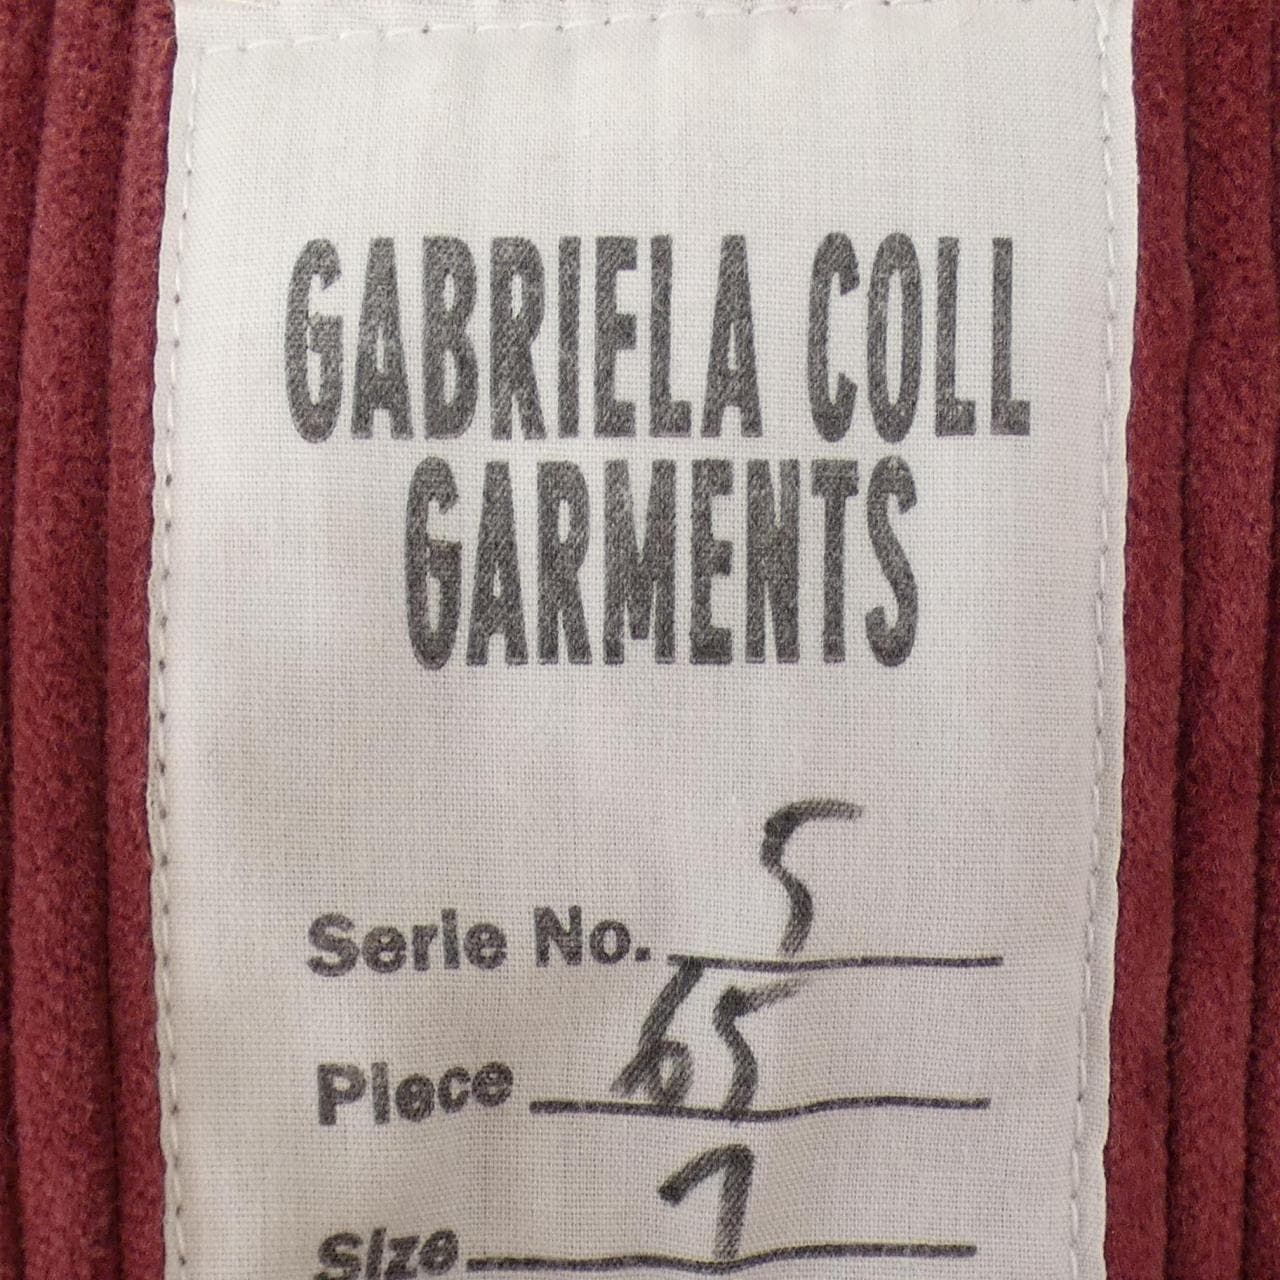 GABRIELA COLL
GARMENTS
Serie No. 5
Piece 65
Size 1